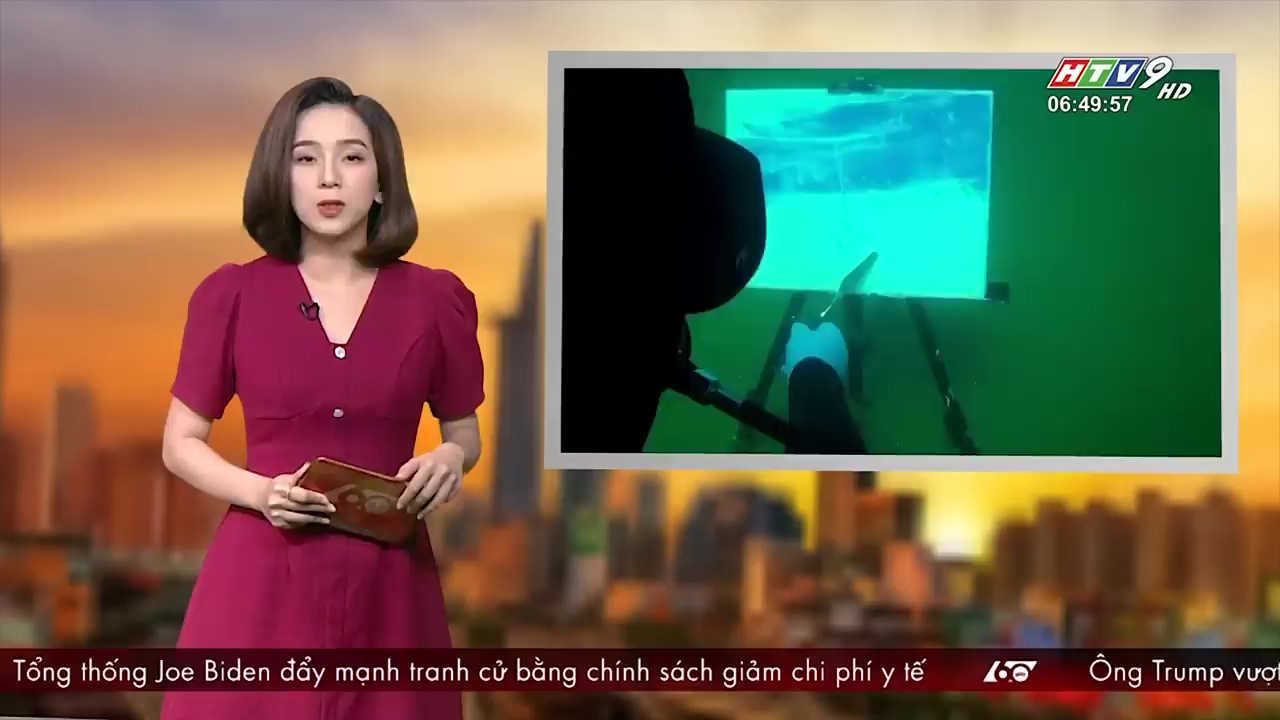 HTV9 HD
06:49:57
Tổng thống Joe Biden đẩy mạnh tranh cử bằng chính sách giảm chi phí y tế
60
Ông Trump vượt